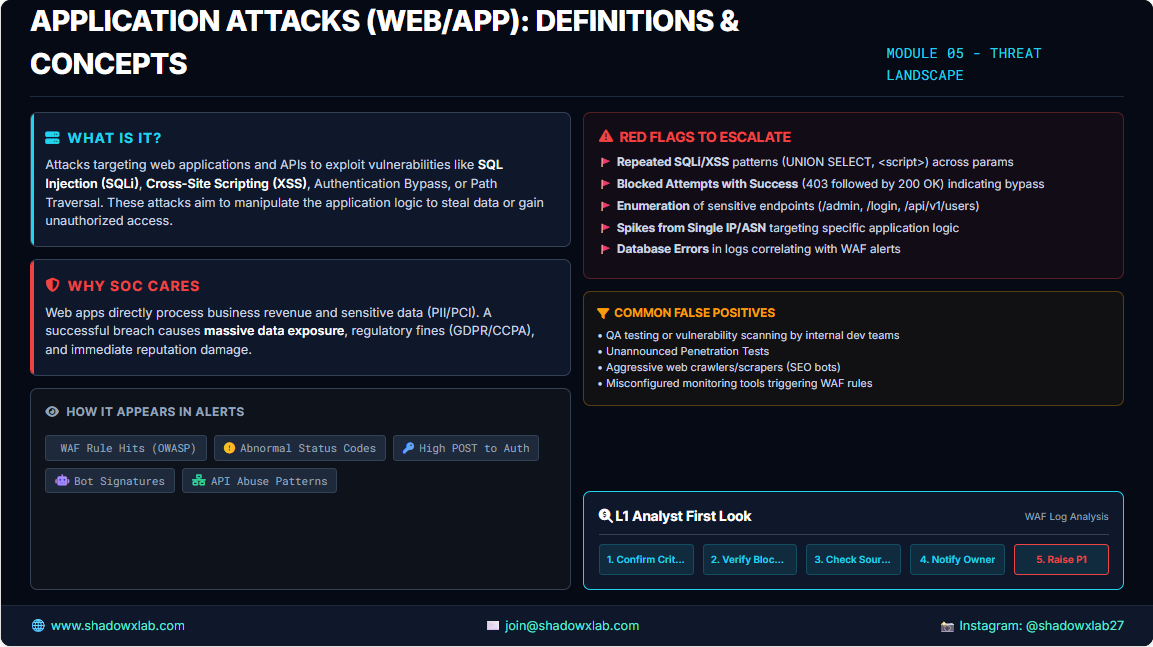 APPLICATION ATTACKS (WEB/APP): DEFINITIONS &
CONCEPTS
MODULE 05 - THREAT
LANDSCAPE
WHAT IS IT?
Attacks targeting web applications and APIs to exploit vulnerabilities like SQL
Injection (SQLi), Cross-Site Scripting (XSS), Authentication Bypass, or Path
Traversal. These attacks aim to manipulate the application logic to steal data or gain
unauthorized access.
WHY SOC CARES
Web apps directly process business revenue and sensitive data (PII/PCI). A
successful breach causes massive data exposure, regulatory fines (GDPR/CCPA),
and immediate reputation damage.
HOW IT APPEARS IN ALERTS
WAF Rule Hits (OWASP)
Abnormal Status Codes
High POST to Auth
Bot Signatures
API Abuse Patterns
RED FLAGS TO ESCALATE
Repeated SQLi/XSS patterns (UNION SELECT, <script>) across params
Blocked Attempts with Success (403 followed by 200 OK) indicating bypass
Enumeration of sensitive endpoints (/admin, /login, /api/v1/users)
Spikes from Single IP/ASN targeting specific application logic
Database Errors in logs correlating with WAF alerts
COMMON FALSE POSITIVES
• QA testing or vulnerability scanning by internal dev teams
• Unannounced Penetration Tests
• Aggressive web crawlers/scrapers (SEO bots)
• Misconfigured monitoring tools triggering WAF rules
L1 Analyst First Look
WAF Log Analysis
1. Confirm Crit...
2. Verify Bloc...
3. Check Sour...
4. Notify Owner
5. Raise P1
www.shadowxlab.com
join@shadowxlab.com
Instagram: @shadowxlab27